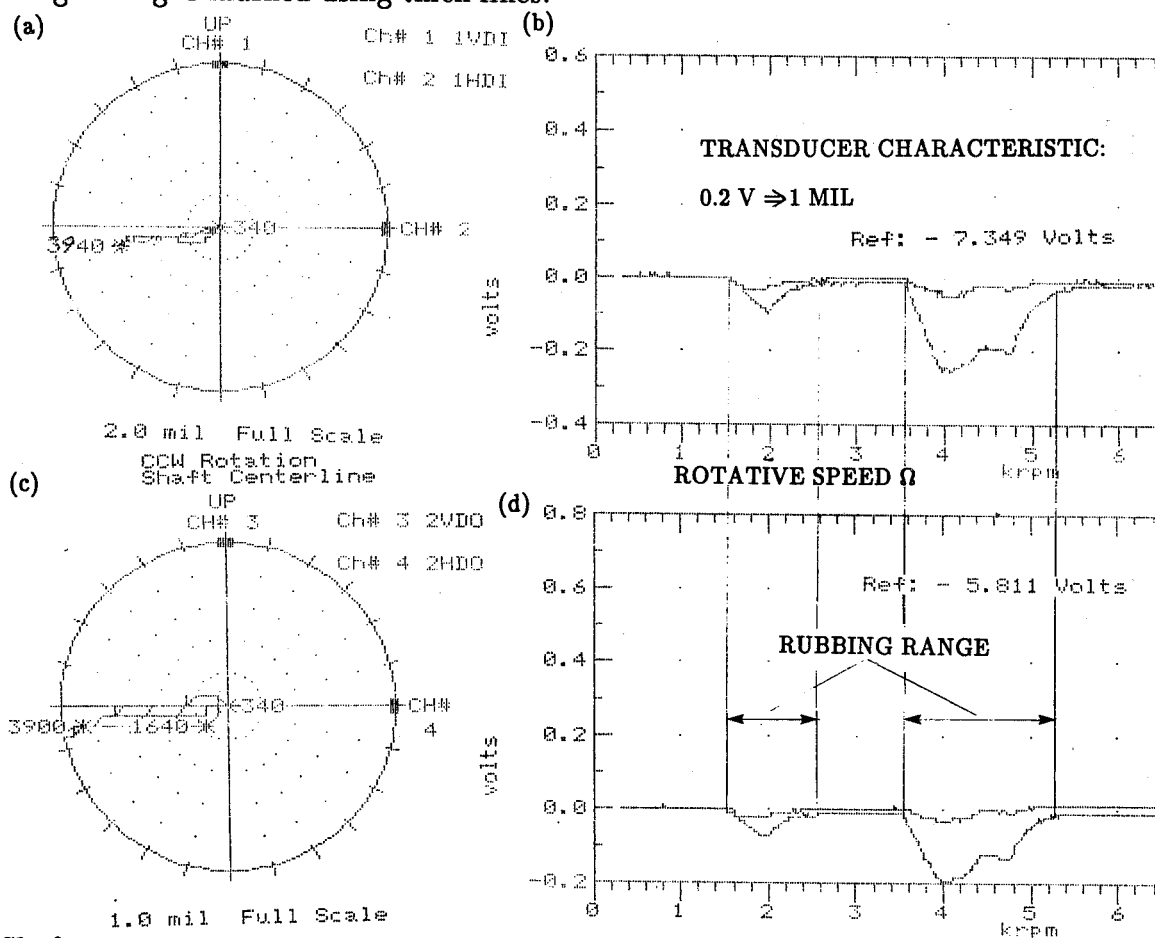 (a)
UP
CH# 1
Ch# 1 1VDI
Ch# 2 1HDI
340
CH# 2
3940 *
2.0 mil Full Scale
CCW Rotation
Shaft Centerline
(b)
0.6
0.4
0.2
0.0
-0.2
-0.4
volts
TRANSDUCER CHARACTERISTIC:
0.2 V ⇒ 1 MIL
Ref: - 7.349 Volts
0 1 2 3 4 5 6
krpm
ROTATIVE SPEED Ω
(c)
UP
CH# 3
Ch# 3 2VDO
Ch# 4 2HDO
340
CH#
4
3900 * - 1640 *
1.0 mil Full Scale
(d)
0.8
0.6
0.4
0.2
0.0
-0.2
volts
Ref: - 5.811 Volts
RUBBING RANGE
0 1 2 3 4 5 6
krpm